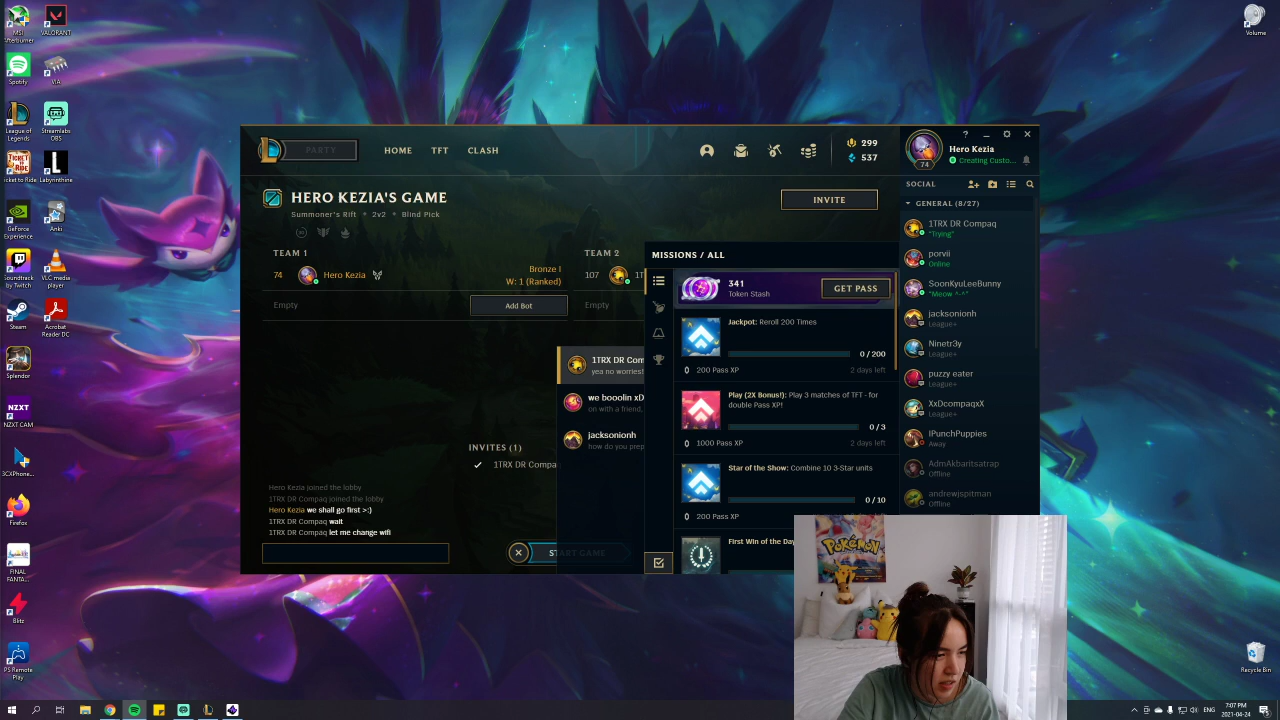 MSI Afterburner
VALORANT
Volume
Spotify
VIA
League of Legends
Streamlabs OBS
Ticket to Ride
Labyrinthine
GeForce Experience
Anki
Soundtrack by Twitch
VLC media player
Steam
Acrobat Reader DC
Splendor
NZXT
NZXT CAM
3CXPhone...
Firefox
FINAL FANTA...
Blitz
PS Remote Play
Recycle Bin
PARTY
HOME
TFT
CLASH
299
537
74
Hero Kezia
Creating Custo...
HERO KEZIA'S GAME
Summoner's Rift • 2v2 • Blind Pick
INVITE
SOCIAL
GENERAL (8/27)
TEAM 1
74 Hero Kezia
Bronze I
W: 1 (Ranked)
Empty
Add Bot
TEAM 2
107
Empty
1TRX DR Com
yea no worries!
we booolin xD
on with a friend,
jacksonionh
how do you prep
INVITES (1)
1TRX DR Compa
Hero Kezia joined the lobby
1TRX DR Compaq joined the lobby
Hero Kezia we shall go first >:)
1TRX DR Compaq wait
1TRX DR Compaq let me change wifi
START GAME
MISSIONS / ALL
341
Token Stash
GET PASS
Jackpot: Reroll 200 Times
0 / 200
200 Pass XP
2 days left
Play (2X Bonus!): Play 3 matches of TFT - for
double Pass XP!
0 / 3
1000 Pass XP
2 days left
Star of the Show: Combine 10 3-Star units
0 / 10
200 Pass XP
First Win of the Day
1TRX DR Compaq
"Trying"
porvii
Online
SoonKyuLeeBunny
"Meow ^-^"
jacksonionh
League+
Ninetr3y
League+
puzzy eater
League+
XxDcompaqxX
League+
IPunchPuppies
Away
AdmAkbaritsatrap
Offline
andrewjspitman
Offline
POKÉMON
ENG
7:07 PM
2021-04-24